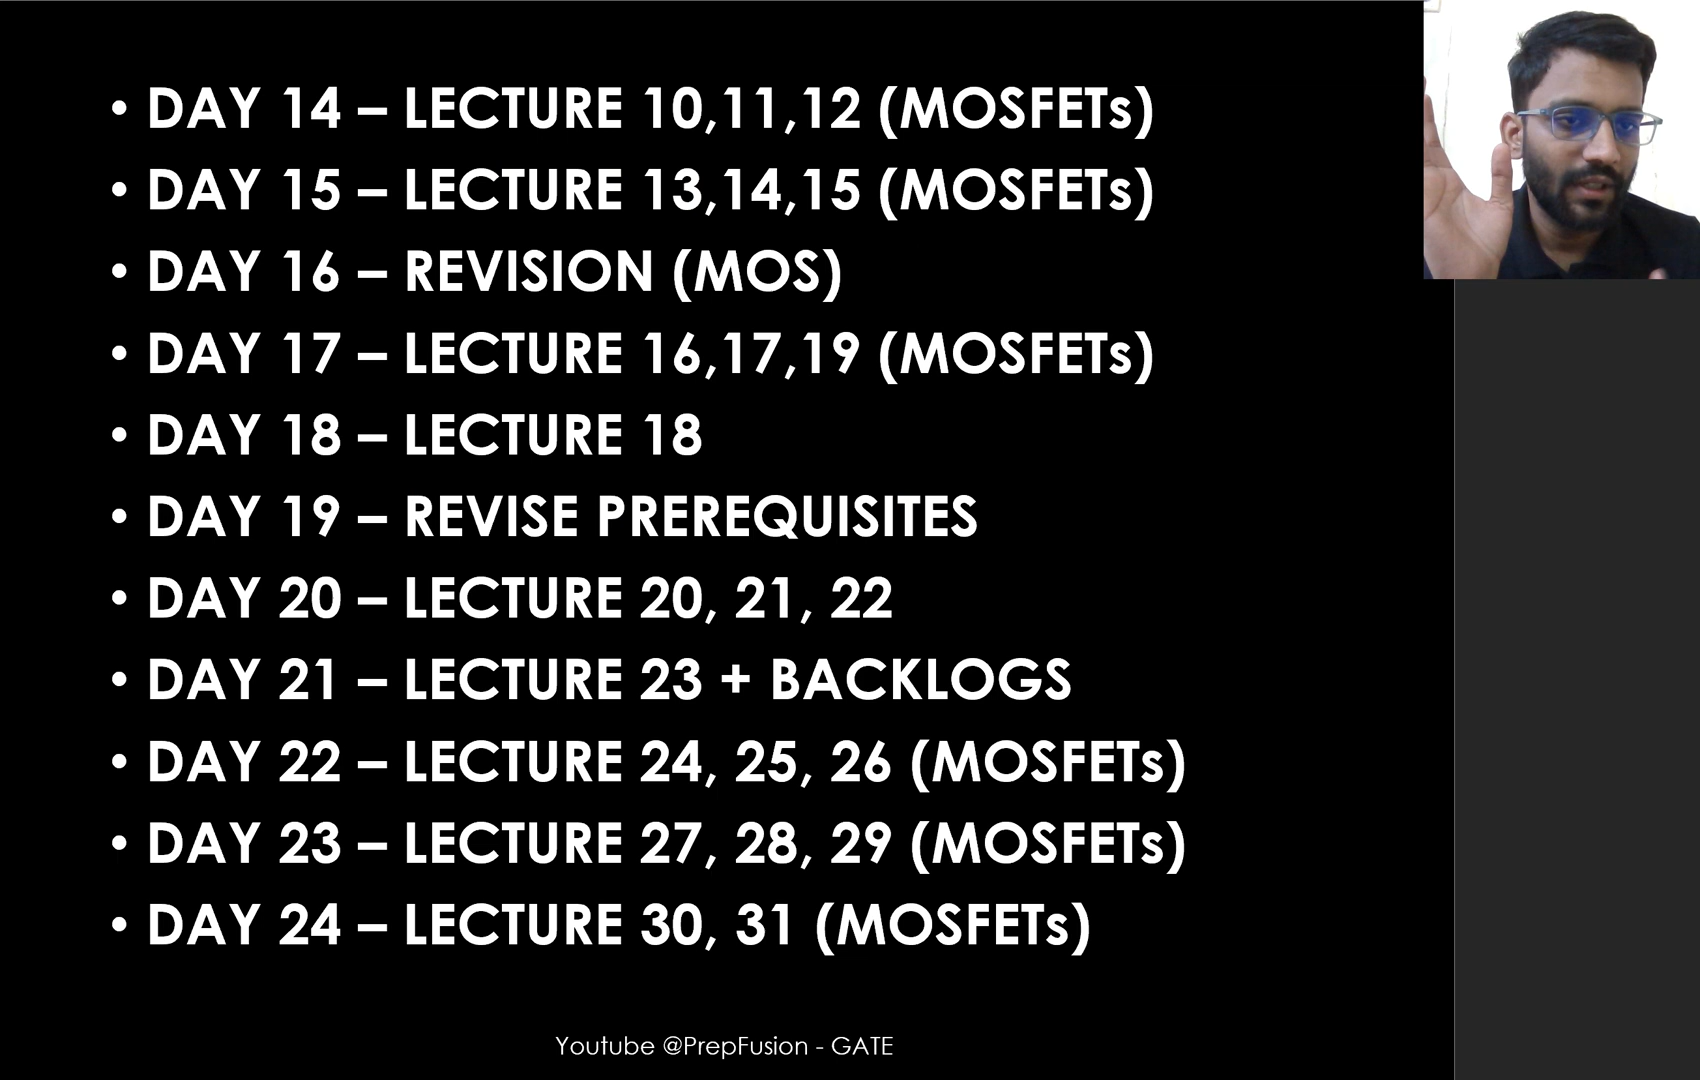 • DAY 14 – LECTURE 10,11,12 (MOSFETs)
• DAY 15 – LECTURE 13,14,15 (MOSFETs)
• DAY 16 – REVISION (MOS)
• DAY 17 – LECTURE 16,17,19 (MOSFETs)
• DAY 18 – LECTURE 18
• DAY 19 – REVISE PREREQUISITES
• DAY 20 – LECTURE 20, 21, 22
• DAY 21 – LECTURE 23 + BACKLOGS
• DAY 22 – LECTURE 24, 25, 26 (MOSFETs)
• DAY 23 – LECTURE 27, 28, 29 (MOSFETs)
• DAY 24 – LECTURE 30, 31 (MOSFETs)
Youtube @PrepFusion - GATE